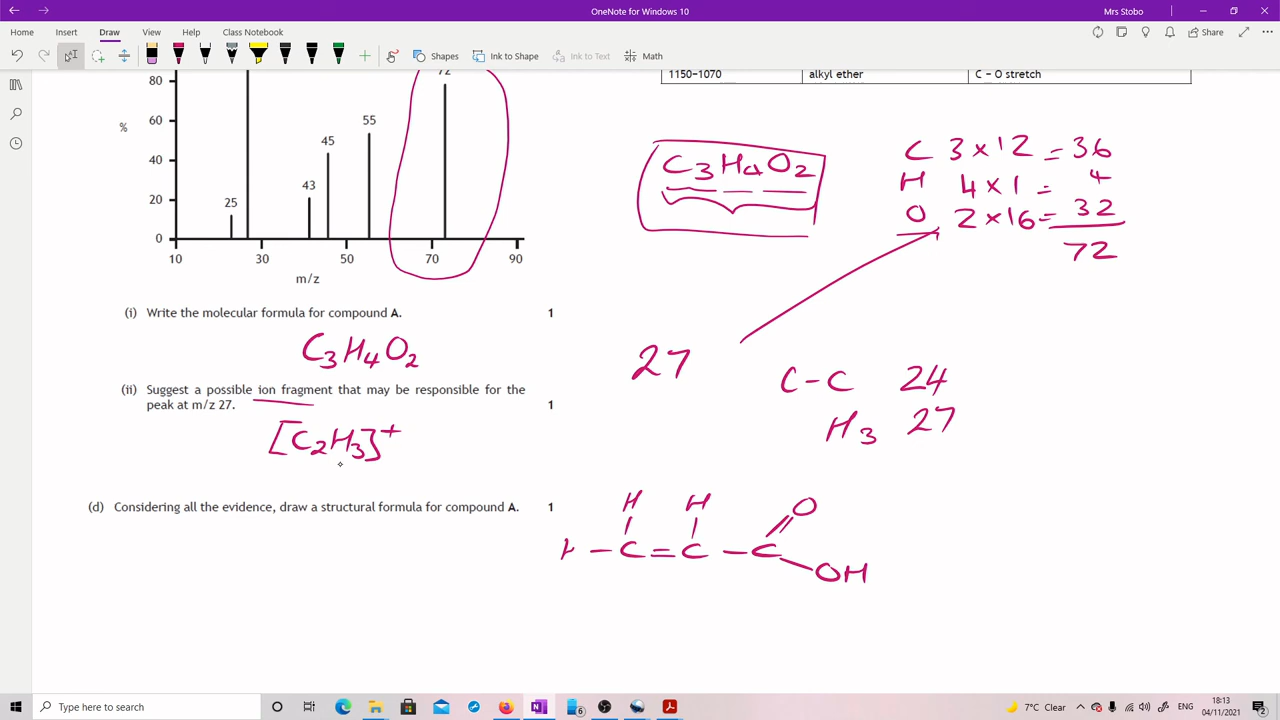 OneNote for Windows 10
Mrs Stobo
Home Insert Draw View Help Class Notebook
Share
Shapes Ink to Shape Ink to Text Math
1150-1070 alkyl ether C – O stretch
72
80
60
%
55
45
40
43
20
25
0
10 30 50 70 90
m/z
C3H4O2
C 3 × 12 = 36
H 4 × 1 = 4
O 2 × 16 = 32
72
(i) Write the molecular formula for compound A. 1
C3H4O2
27
C-C 24
H3 27
(ii) Suggest a possible ion fragment that may be responsible for the
peak at m/z 27. 1
[C2H3]+
(d) Considering all the evidence, draw a structural formula for compound A. 1
H H O
H – C = C – C
OH
Type here to search
6
7°C Clear
ENG
18:13
04/11/2021
2